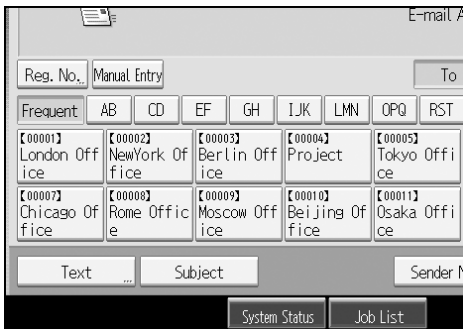 E-mail A
Reg. No. Manual Entry To
Frequent AB CD EF GH IJK LMN OPQ RST
【00001】 【00002】 【00003】 【00004】 【00005】
London Off NewYork Of Berlin Off Project Tokyo Offi
ice fice ice ce
【00007】 【00008】 【00009】 【00010】 【00011】
Chicago Of Rome Offic Moscow Off Beijing Of Osaka Offi
fice e ice fice ce
Text ... Subject Sender N
System Status Job List